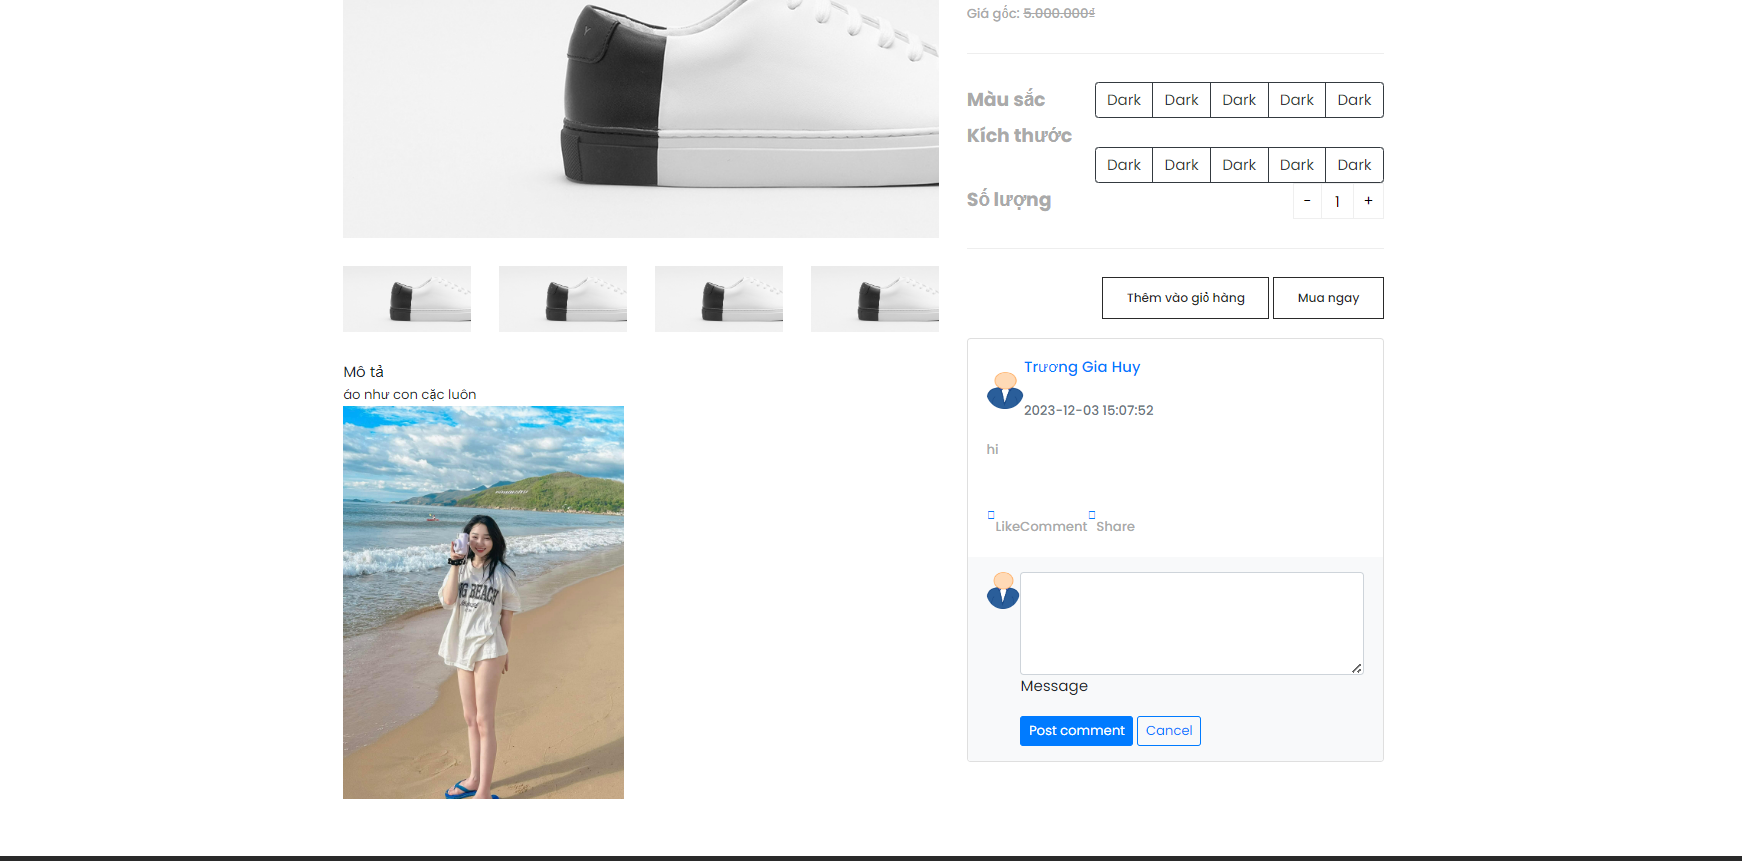 Giá gốc: 5.000.000₫
Màu sắc
Dark Dark Dark Dark Dark
Kích thước
Dark Dark Dark Dark Dark
Số lượng
- 1 +
Thêm vào giỏ hàng Mua ngay
Mô tả
áo như con cặc luôn
Y
NG BEACH
Trương Gia Huy
2023-12-03 15:07:52
hi
LikeComment Share
Message
Post comment Cancel